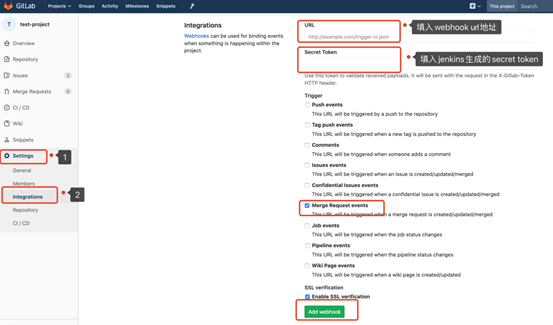 GitLab Projects Groups Activity Milestones Snippets This project Search
T test-project
Overview
Repository
Issues 3
Merge Requests 0
CI / CD
Wiki
Snippets
Settings 1
General
Members
Integrations 2
Repository
CI / CD
Integrations
Webhooks can be used for binding events
when something is happening within the
project.
URL
http://example.com/trigger-ci.json
填入 webhook url 地址
Secret Token
填入 jenkins 生成的 secret token
Use this token to validate received payloads. It will be sent with the request in the X-Gitlab-Token
HTTP header.
Trigger
Push events
This URL will be triggered by a push to the repository
Tag push events
This URL will be triggered when a new tag is pushed to the repository
Comments
This URL will be triggered when someone adds a comment
Issues events
This URL will be triggered when an issue is created/updated/merged
Confidential Issues events
This URL will be triggered when a confidential issue is created/updated/merged
Merge Request events
This URL will be triggered when a merge request is created/updated/merged
Job events
This URL will be triggered when the job status changes
Pipeline events
This URL will be triggered when the pipeline status changes
Wiki Page events
This URL will be triggered when a wiki page is created/updated
SSL verification
Enable SSL verification
Add webhook